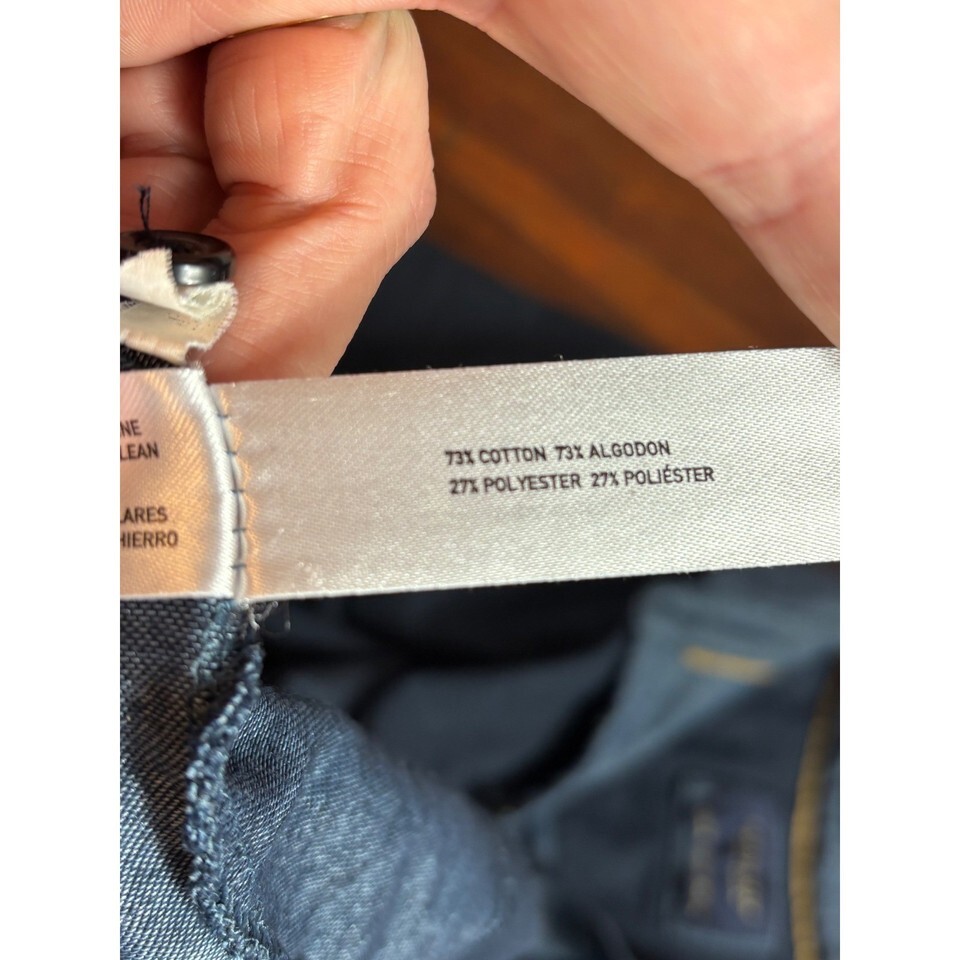 NE
LEAN
LARES
HIERRO
73% COTTON 73% ALGODON
27% POLYESTER 27% POLIÉSTER